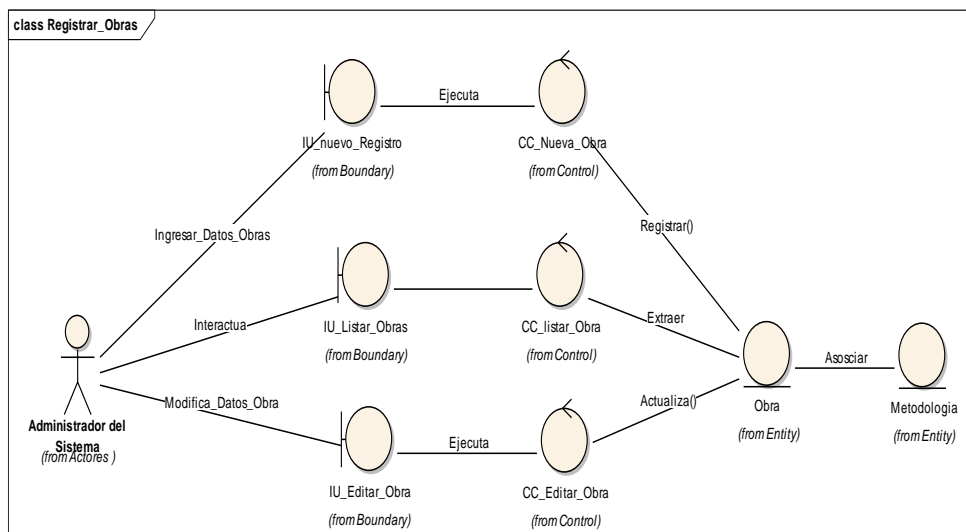 class Registrar_Obras
Ejecuta
IU_nuevo_Registro
(from Boundary)
CC_Nueva_Obra
(from Control)
Ingresar_Datos_Obras
Registrar()
Interactua
IU_Listar_Obras
(from Boundary)
CC_listar_Obra
(from Control)
Extraer
Asosciar
Modifica_Datos_Obra
Actualiza()
Obra
(from Entity)
Metodologia
(from Entity)
Administrador del
Sistema
(from Actores )
Ejecuta
IU_Editar_Obra
(from Boundary)
CC_Editar_Obra
(from Control)